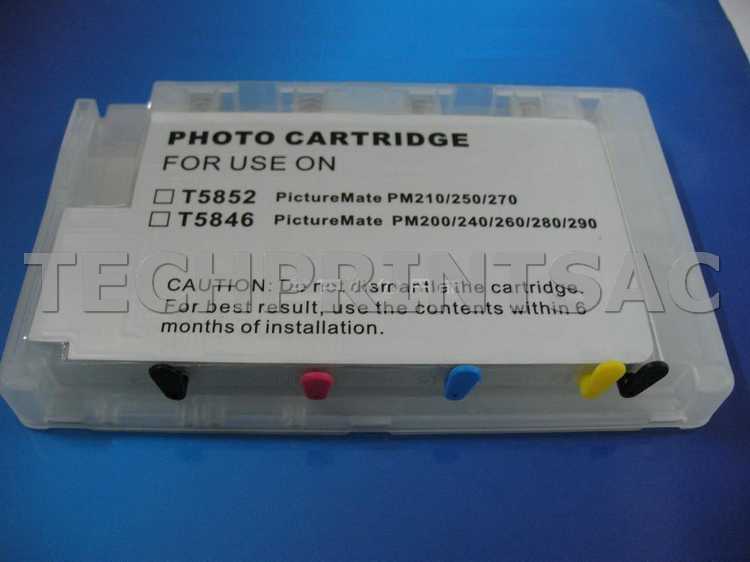 PHOTO CARTRIDGE
FOR USE ON
T5852 PictureMate PM210/250/270
T5846 PictureMate PM200/240/260/280/290
TECHPRINTSAC
CAUTION: Do not dismantle the cartridge.
For best result, use the contents within 6
months of installation.